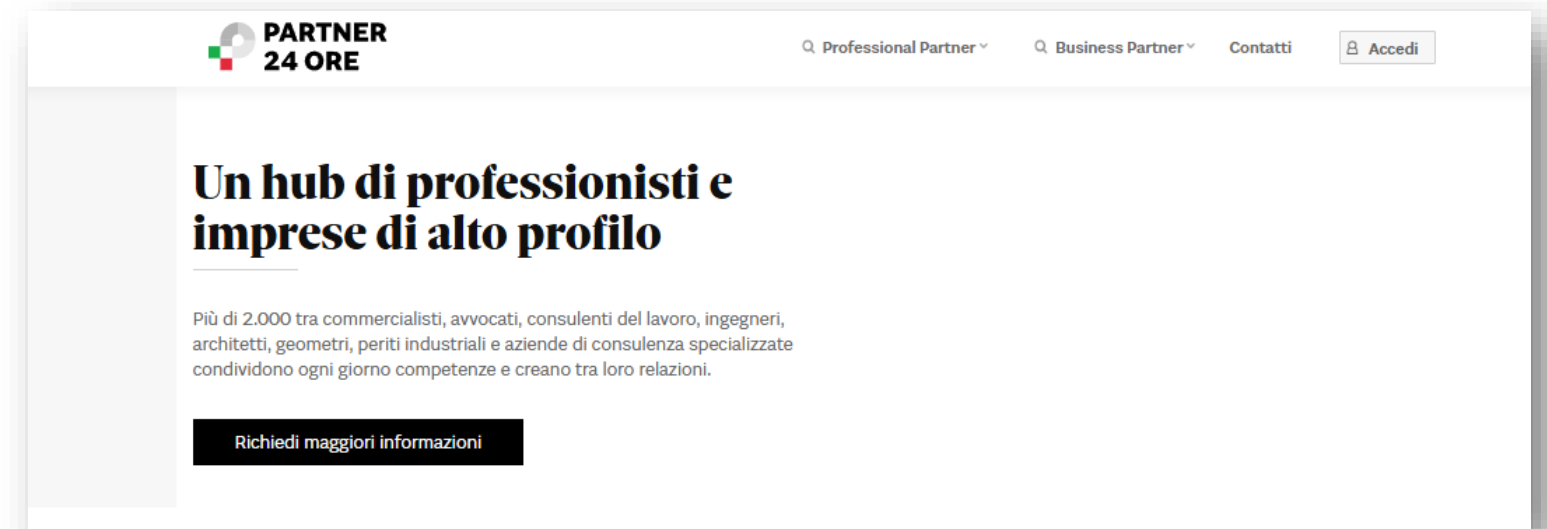 PARTNER
24 ORE
Professional Partner
Business Partner
Contatti
Accedi
Un hub di professionisti e
imprese di alto profilo
Più di 2.000 tra commercialisti, avvocati, consulenti del lavoro, ingegneri,
architetti, geometri, periti industriali e aziende di consulenza specializzate
condividono ogni giorno competenze e creano tra loro relazioni.
Richiedi maggiori informazioni